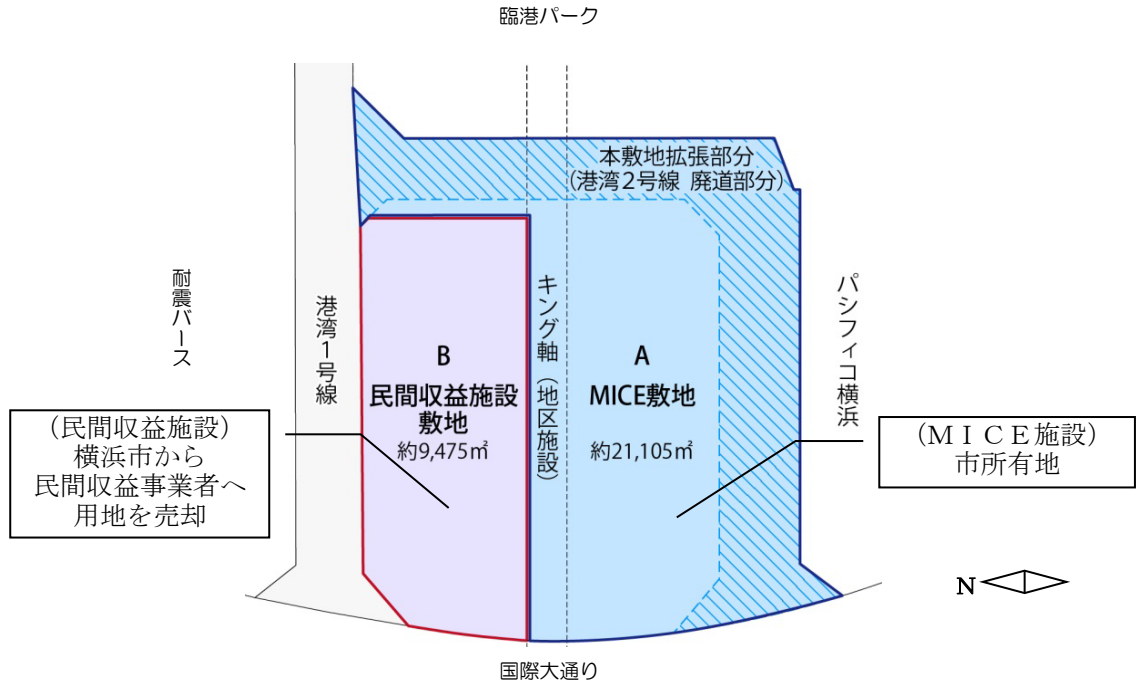 臨港パーク
本敷地拡張部分
（港湾２号線 廃道部分）
耐震バース
港湾１号線
キング軸（地区施設）
パシフィコ横浜
B
民間収益施設
敷地
約9,475㎡
A
MICE敷地
約21,105㎡
（民間収益施設）
横浜市から
民間収益事業者へ
用地を売却
（ＭＩＣＥ施設）
市所有地
N
国際大通り